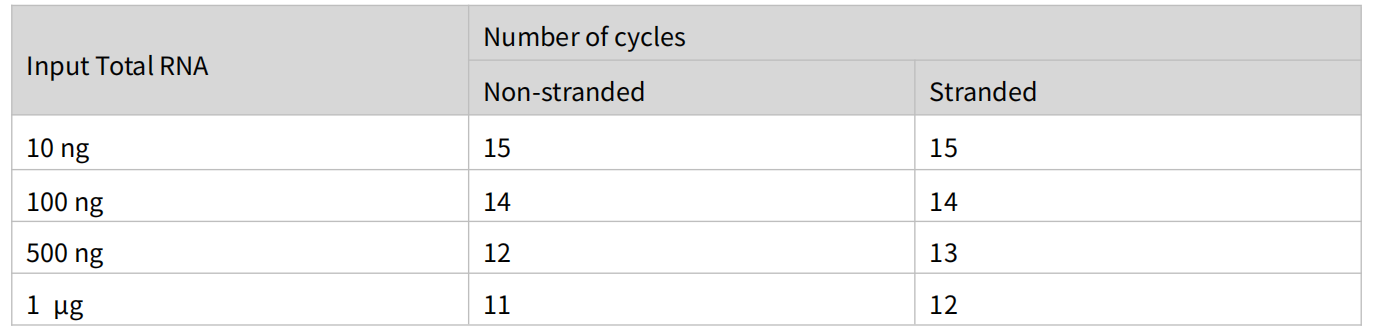 Input Total RNA
Number of cycles
Non-stranded
Stranded
10 ng
15
15
100 ng
14
14
500 ng
12
13
1 μg
11
12